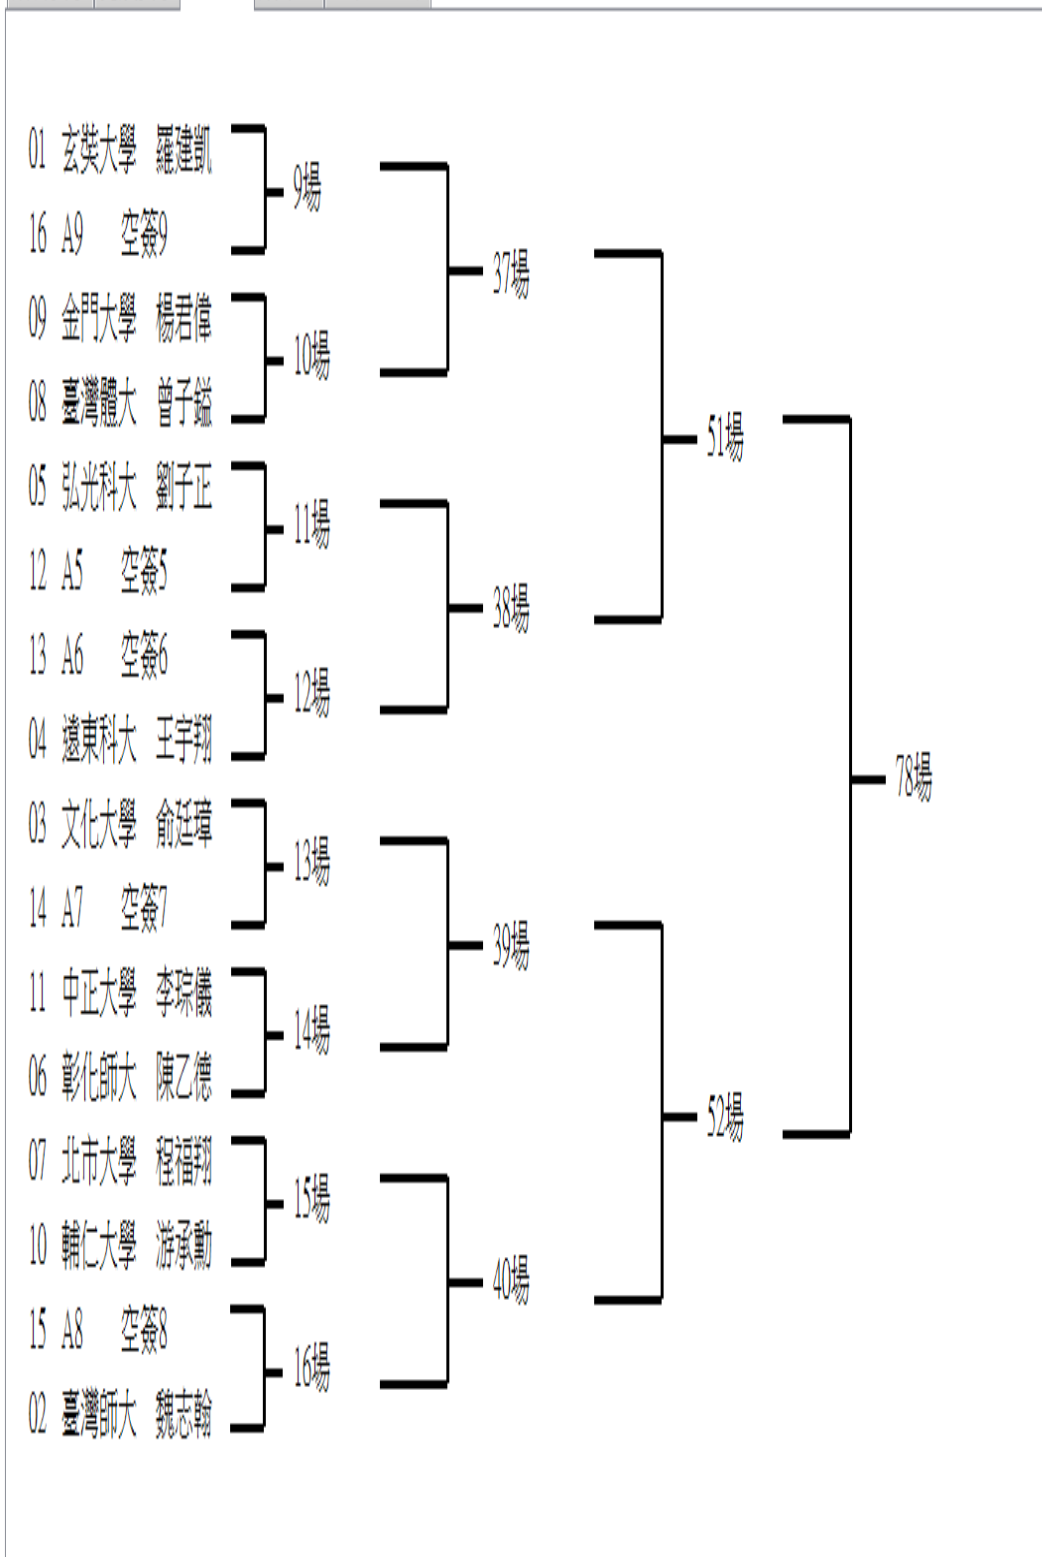 01 玄奘大學 羅建凱
16 A9 空簽9
09 金門大學 楊君偉
08 臺灣體大 曾子鎰
05 弘光科大 劉子正
12 A5 空簽5
13 A6 空簽6
04 遠東科大 王宇翔
03 文化大學 俞廷璋
14 A7 空簽7
11 中正大學 李琮儀
06 彰化師大 陳乙德
07 北市大學 程福翔
10 輔仁大學 游承勳
15 A8 空簽8
02 臺灣師大 魏志翰
9場
10場
11場
12場
13場
14場
15場
16場
37場
38場
39場
40場
51場
52場
78場